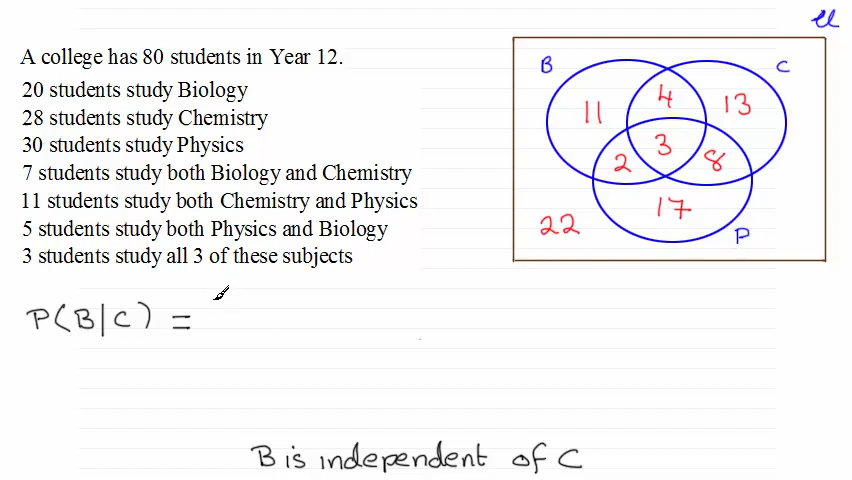 𝓤
A college has 80 students in Year 12.
20 students study Biology
28 students study Chemistry
30 students study Physics
7 students study both Biology and Chemistry
11 students study both Chemistry and Physics
5 students study both Physics and Biology
3 students study all 3 of these subjects
B
C
11
4
13
3
2
8
17
22
P
P(B|C) =
B is independent of C